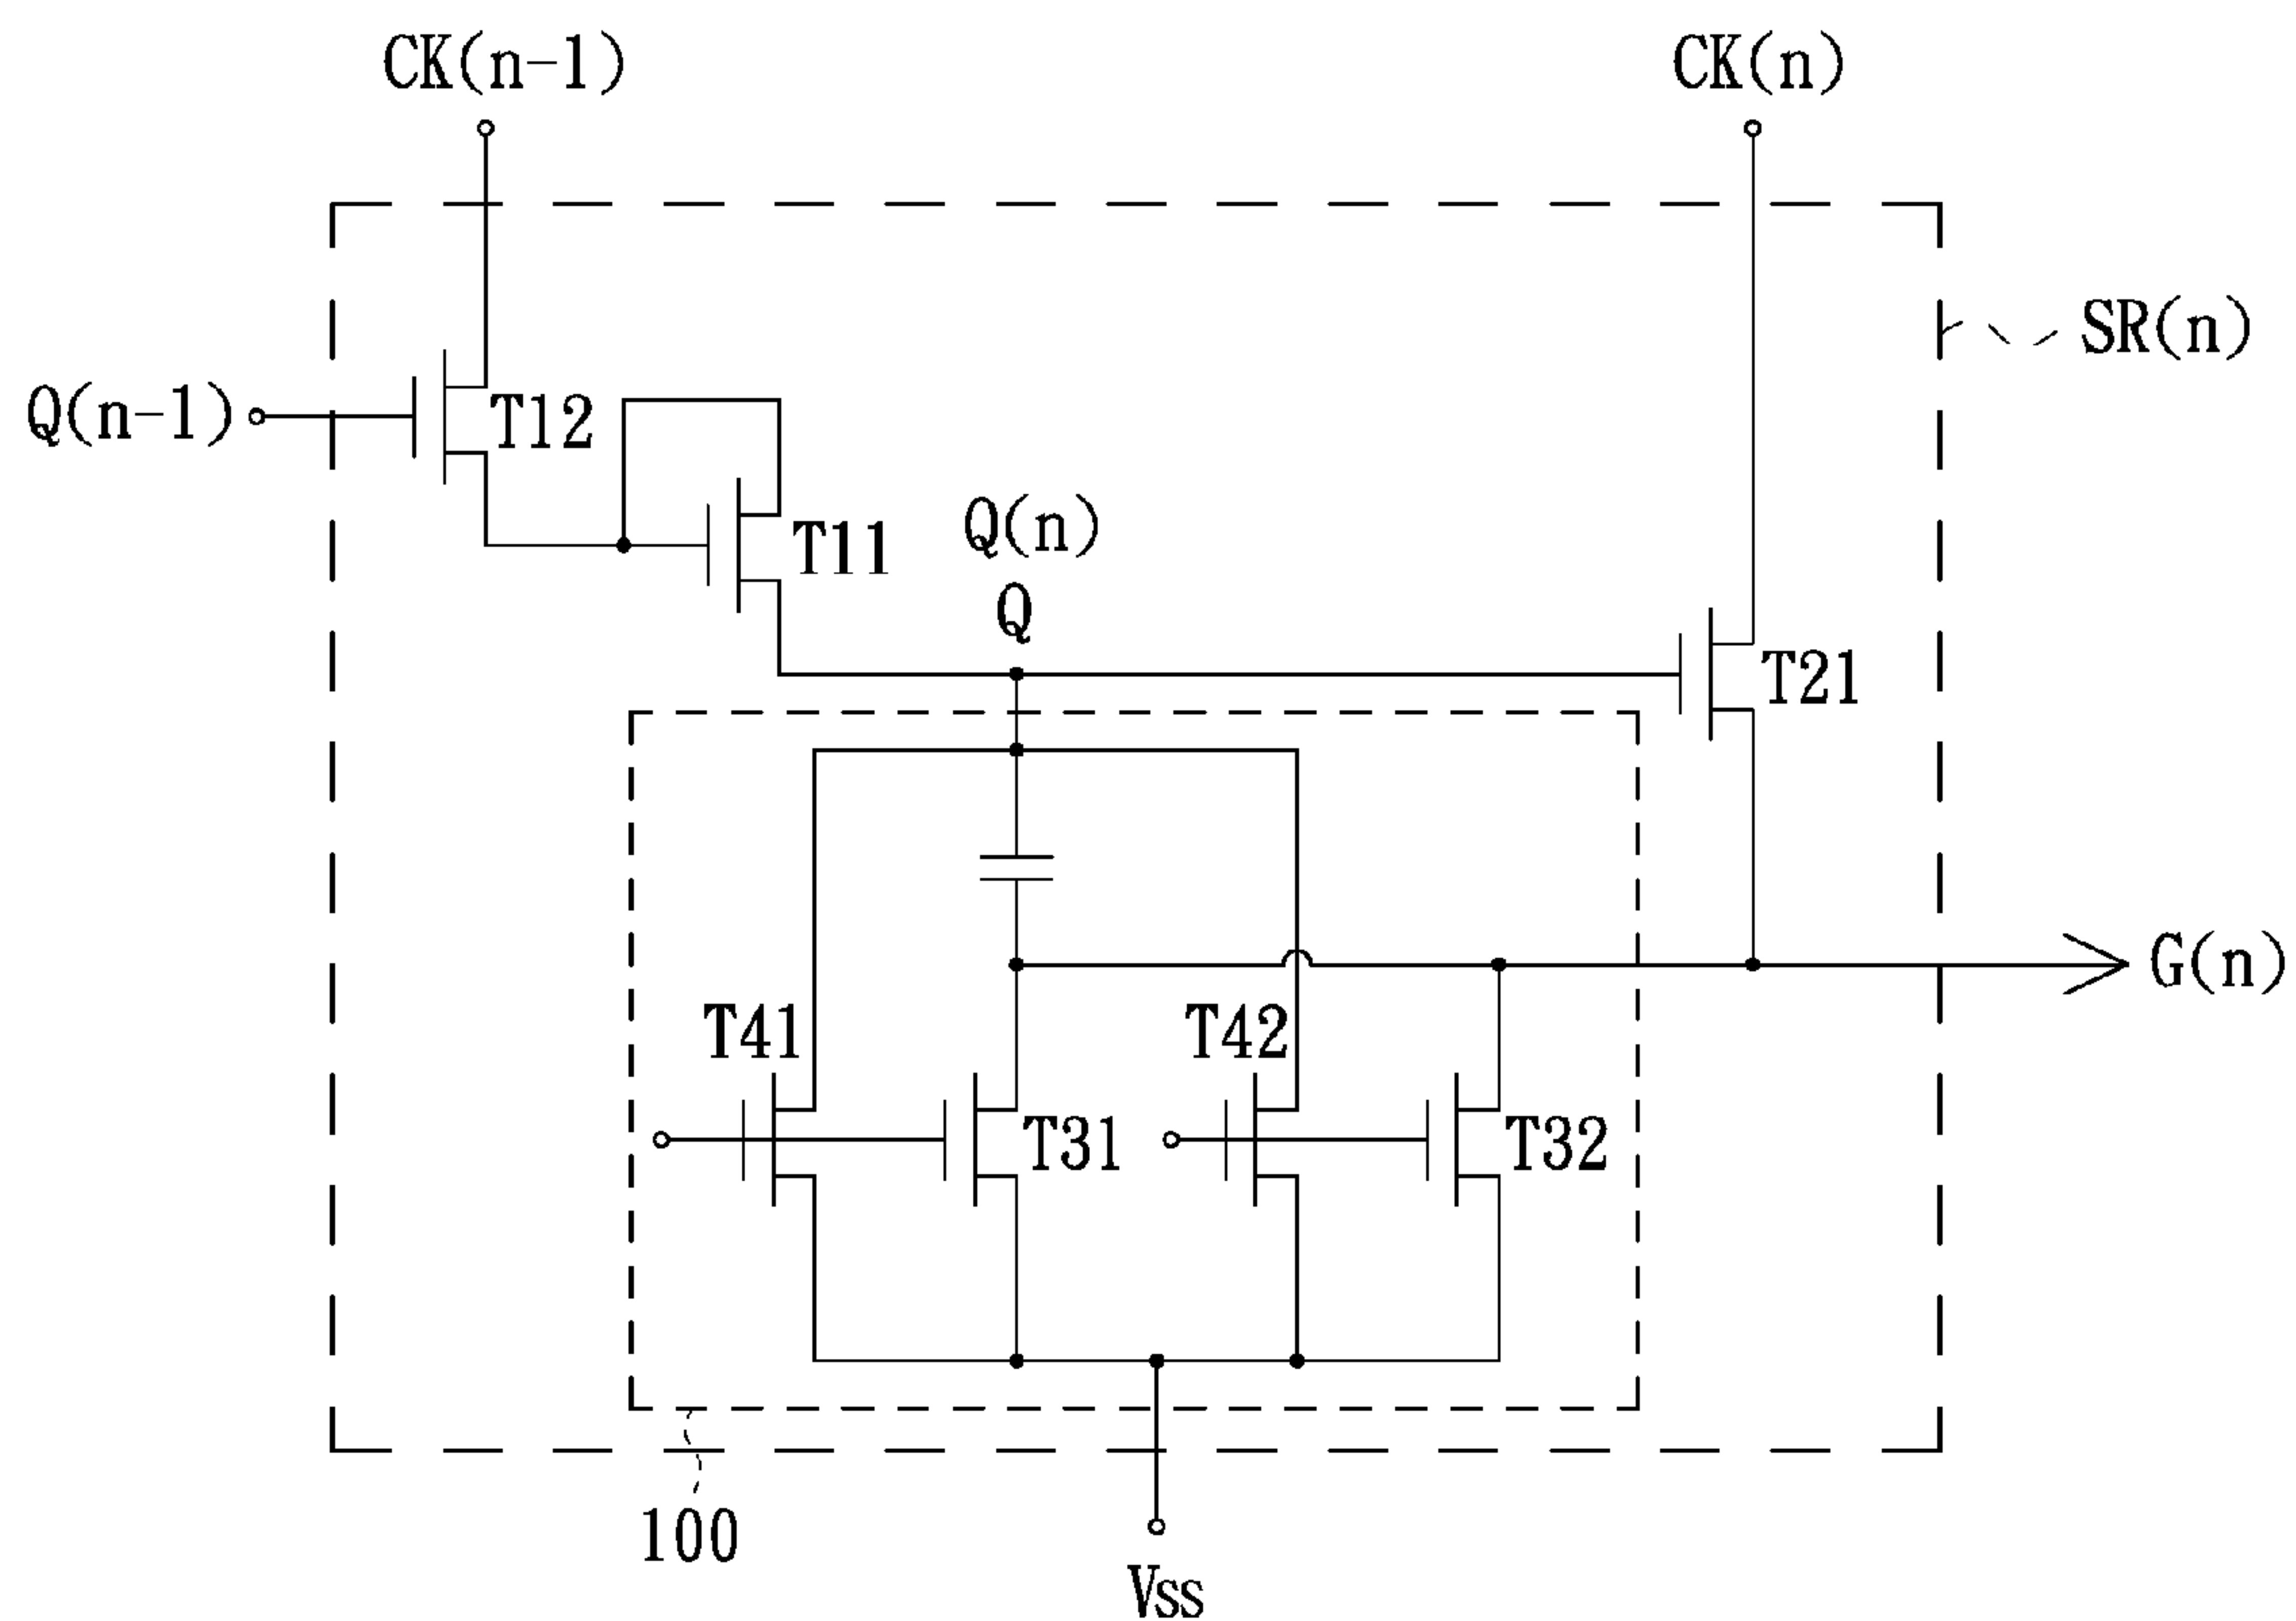 CK(n-1)
CK(n)
SR(n)
Q(n-1)
T12
T11
Q(n)
Q
T21
G(n)
T41
T42
T31
T32
100
Vss